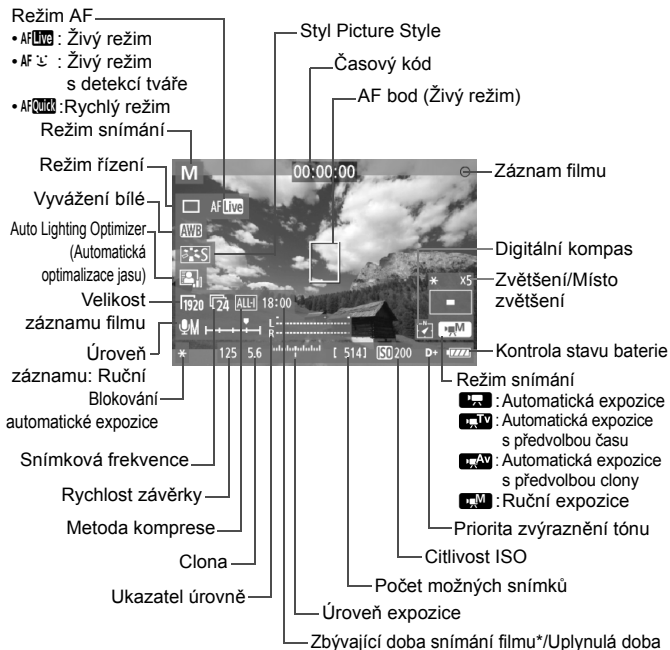 Režim AF
• AF Live : Živý režim
• AF : Živý režim
s detekcí tváře
• AF Quick : Rychlý režim
Režim snímání
Režim řízení
Vyvážení bílé
Auto Lighting Optimizer
(Automatická
optimalizace jasu)
Velikost
záznamu filmu
Úroveň
záznamu: Ruční
Blokování
automatické expozice
Snímková frekvence
Rychlost závěrky
Metoda komprese
Clona
Ukazatel úrovně
Styl Picture Style
Časový kód
AF bod (Živý režim)
M
00:00:00
AF Live
AWB
S
1920 24 ALL-I 18:00
M
L
R
* 125 5.6 [ 514] ISO 200 D+
* x5
M
Záznam filmu
Digitální kompas
Zvětšení/Místo
zvětšení
Kontrola stavu baterie
Režim snímání
: Automatická expozice
Tv : Automatická expozice
s předvolbou času
Av : Automatická expozice
s předvolbou clony
M : Ruční expozice
Priorita zvýraznění tónu
Citlivost ISO
Počet možných snímků
Úroveň expozice
Zbývající doba snímání filmu*/Uplynulá doba